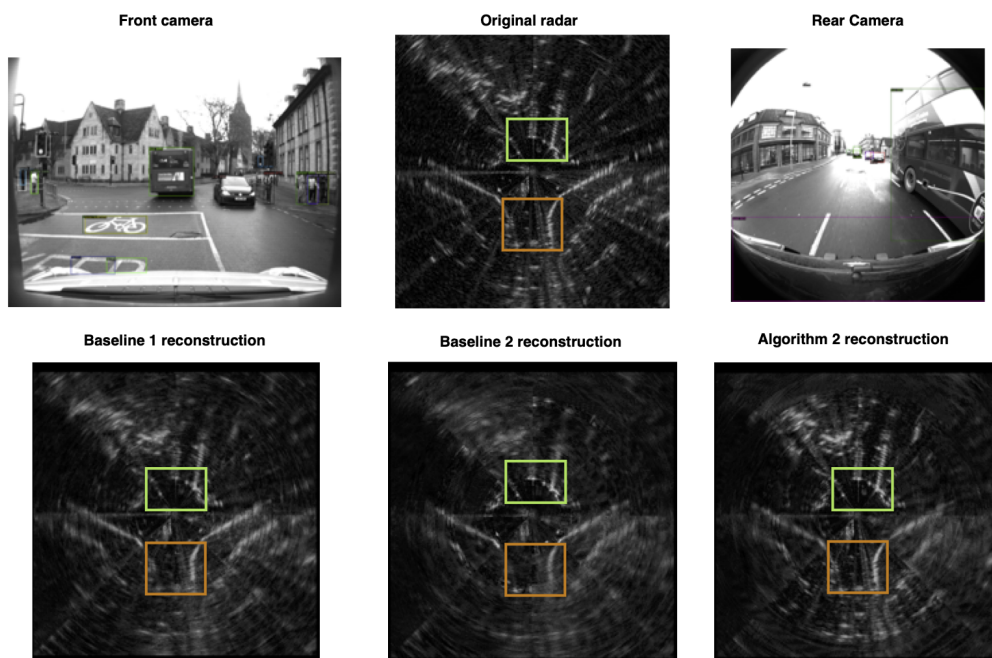 Front camera
Original radar
Rear Camera
Baseline 1 reconstruction
Baseline 2 reconstruction
Algorithm 2 reconstruction